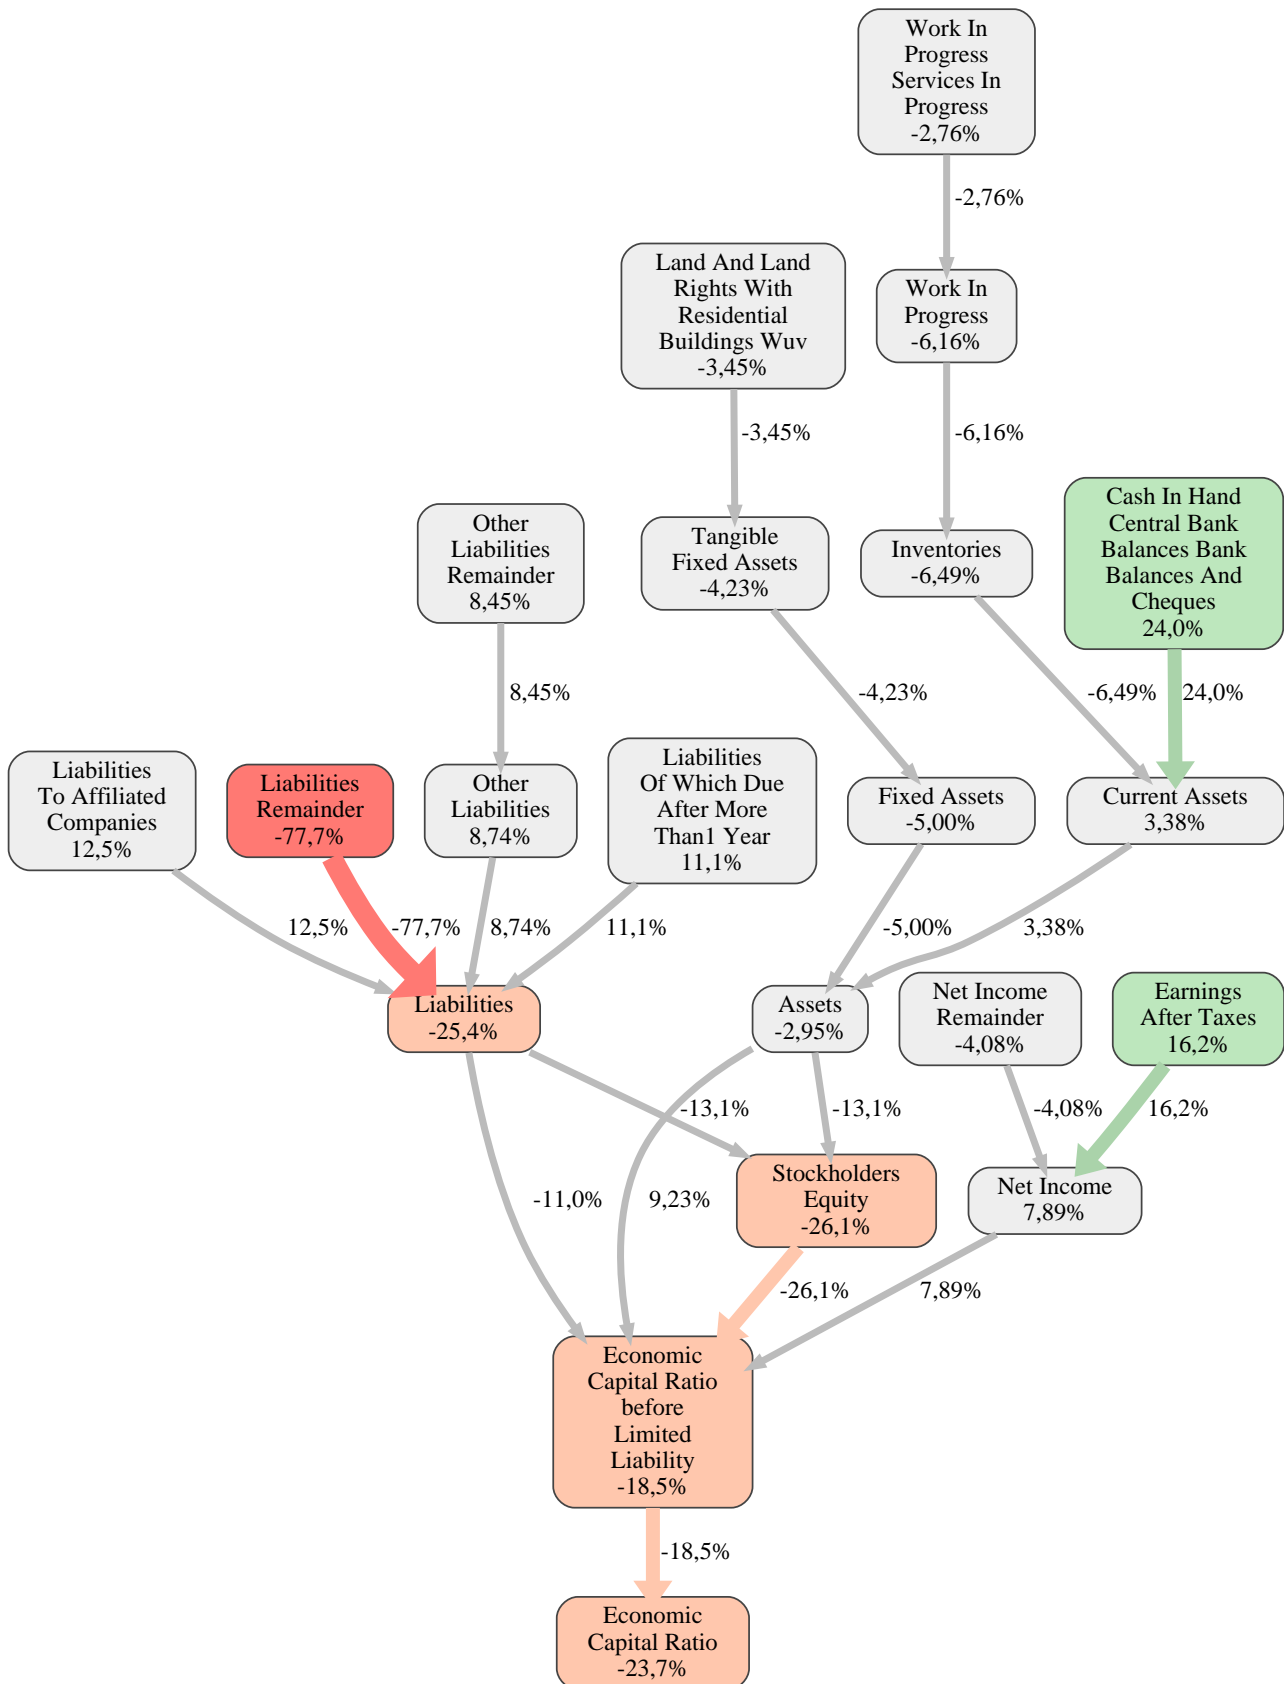 Work In
Progress
Services In
Progress
-2,76%
-2,76%
Land And Land
Rights With
Residential
Buildings Wuv
-3,45%
Work In
Progress
-6,16%
-3,45%
-6,16%
Other
Liabilities
Remainder
8,45%
Tangible
Fixed Assets
-4,23%
Inventories
-6,49%
Cash In Hand
Central Bank
Balances Bank
Balances And
Cheques
24,0%
8,45%
-4,23%
-6,49%
24,0%
Liabilities
To Affiliated
Companies
12,5%
Liabilities
Remainder
-77,7%
Other
Liabilities
8,74%
Liabilities
Of Which Due
After More
Than1 Year
11,1%
Fixed Assets
-5,00%
Current Assets
3,38%
12,5%
-77,7%
8,74%
11,1%
-5,00%
3,38%
Liabilities
-25,4%
Assets
-2,95%
Net Income
Remainder
-4,08%
Earnings
After Taxes
16,2%
-13,1%
-13,1%
-4,08%
16,2%
Stockholders
Equity
-26,1%
Net Income
7,89%
-11,0%
9,23%
-26,1%
7,89%
Economic
Capital Ratio
before
Limited
Liability
-18,5%
-18,5%
Economic
Capital Ratio
-23,7%